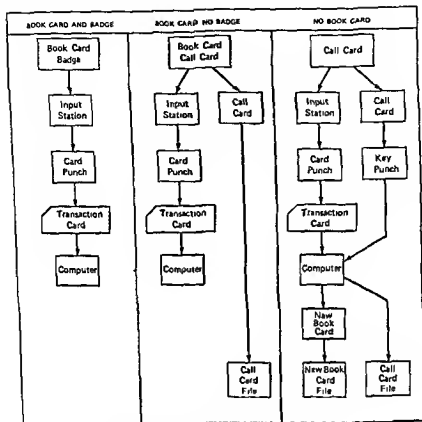 BOOK CARD AND BADGE
Book Card
Badge
Input
Station
Card
Punch
Transaction
Card
Computer
BOOK CARD NO BADGE
Book Card
Call Card
Input
Station
Call
Card
Card
Punch
Transaction
Card
Computer
Call
Card
File
NO BOOK CARD
Call Card
Input
Station
Call
Card
Card
Punch
Key
Punch
Transaction
Card
Computer
New
Book
Card
New Book
Card
File
Call
Card
File